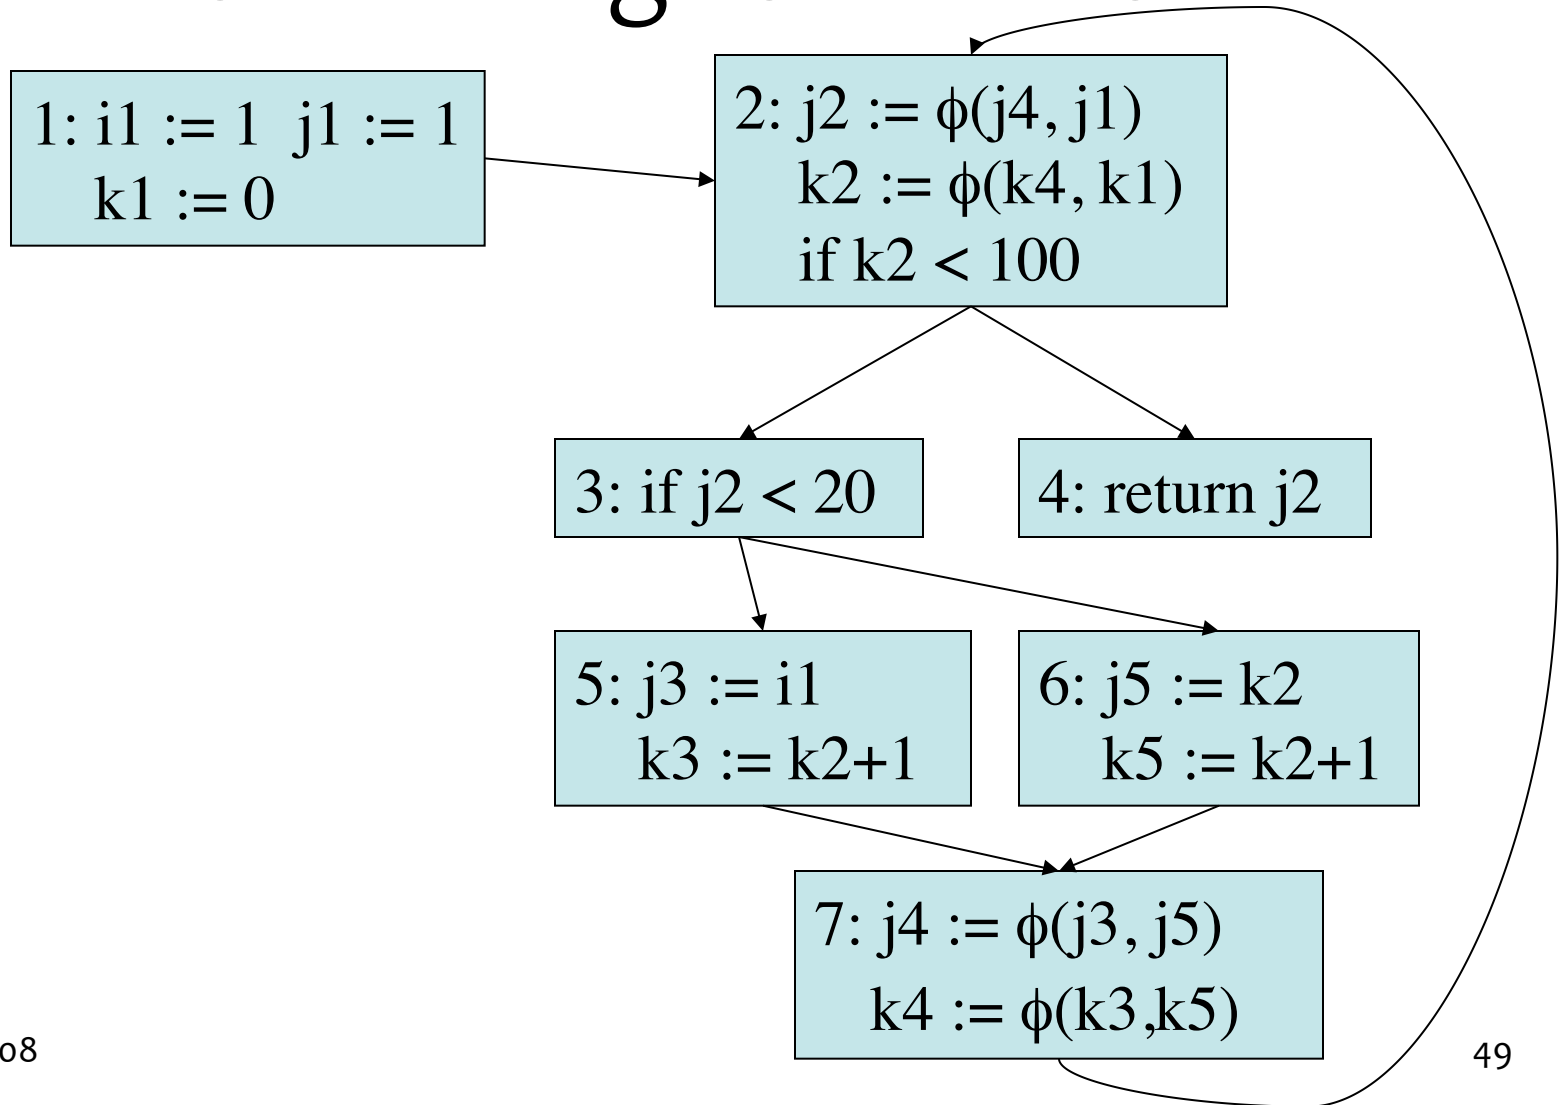 1: i1 := 1 j1 := 1
k1 := 0
2: j2 := ϕ(j4, j1)
k2 := ϕ(k4, k1)
if k2 < 100
3: if j2 < 20
4: return j2
5: j3 := i1
k3 := k2+1
6: j5 := k2
k5 := k2+1
7: j4 := ϕ(j3, j5)
k4 := ϕ(k3,k5)
o8
49